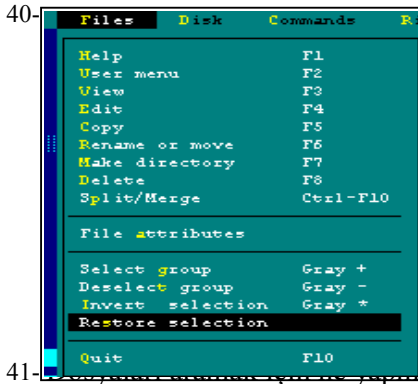 40-
Files Disk Commands
Help F1
User menu F2
View F3
Edit F4
Copy F5
Rename or move F6
Make directory F7
Delete F8
Split/Merge Ctrl-F10
File attributes
Select group Gray +
Deselect group Gray -
Invert selection Gray *
Restore selection
Quit F10
41-